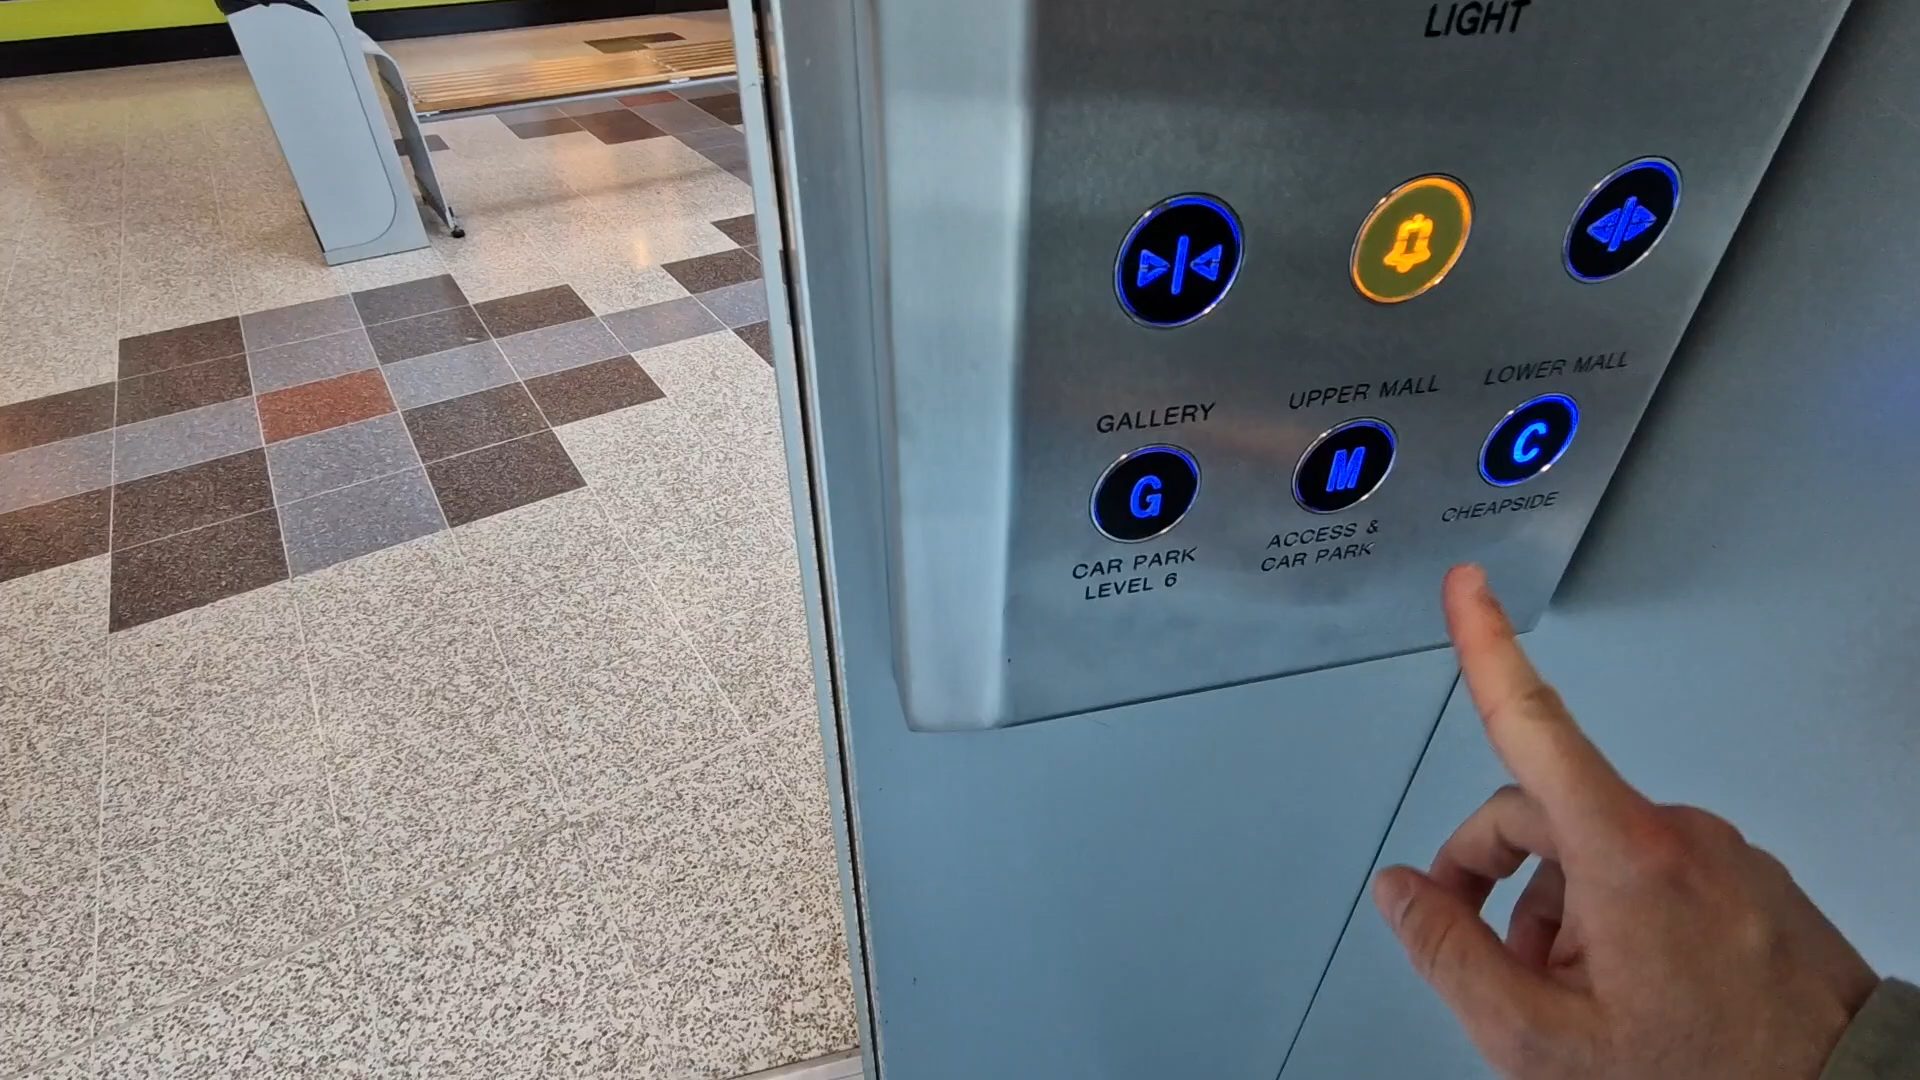 LIGHT
GALLERY
UPPER MALL
LOWER MALL
G
M
C
CAR PARK
LEVEL 6
ACCESS &
CAR PARK
CHEAPSIDE